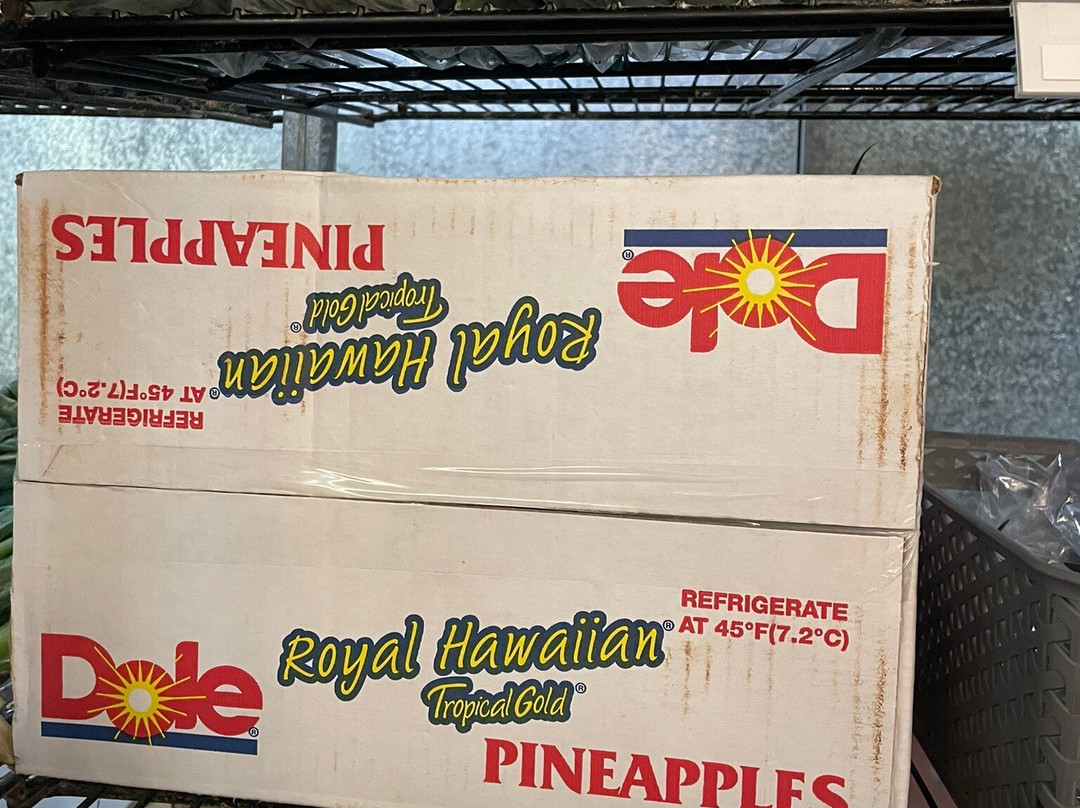 PINEAPPLES
Dole®
Royal Hawaiian®
Tropical Gold®
REFRIGERATE
AT 45°F(7.2°C)
REFRIGERATE
AT 45°F(7.2°C)
Dole®
Royal Hawaiian®
Tropical Gold®
PINEAPPLES